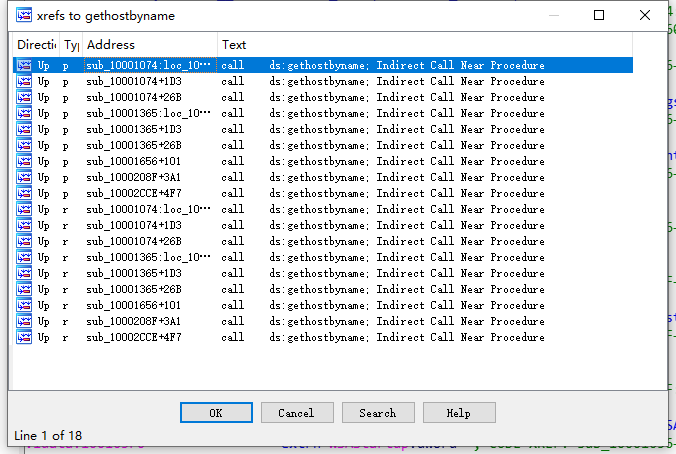 xrefs to gethostbyname
Directic Typ Address Text
Up p sub_10001074:loc_10… call ds:gethostbyname; Indirect Call Near Procedure
Up p sub_10001074+1D3 call ds:gethostbyname; Indirect Call Near Procedure
Up p sub_10001074+26B call ds:gethostbyname; Indirect Call Near Procedure
Up p sub_10001365:loc_10… call ds:gethostbyname; Indirect Call Near Procedure
Up p sub_10001365+1D3 call ds:gethostbyname; Indirect Call Near Procedure
Up p sub_10001365+26B call ds:gethostbyname; Indirect Call Near Procedure
Up p sub_10001656+101 call ds:gethostbyname; Indirect Call Near Procedure
Up p sub_1000208F+3A1 call ds:gethostbyname; Indirect Call Near Procedure
Up p sub_10002CCE+4F7 call ds:gethostbyname; Indirect Call Near Procedure
Up r sub_10001074:loc_10… call ds:gethostbyname; Indirect Call Near Procedure
Up r sub_10001074+1D3 call ds:gethostbyname; Indirect Call Near Procedure
Up r sub_10001074+26B call ds:gethostbyname; Indirect Call Near Procedure
Up r sub_10001365:loc_10… call ds:gethostbyname; Indirect Call Near Procedure
Up r sub_10001365+1D3 call ds:gethostbyname; Indirect Call Near Procedure
Up r sub_10001365+26B call ds:gethostbyname; Indirect Call Near Procedure
Up r sub_10001656+101 call ds:gethostbyname; Indirect Call Near Procedure
Up r sub_1000208F+3A1 call ds:gethostbyname; Indirect Call Near Procedure
Up r sub_10002CCE+4F7 call ds:gethostbyname; Indirect Call Near Procedure
OK Cancel Search Help
Line 1 of 18